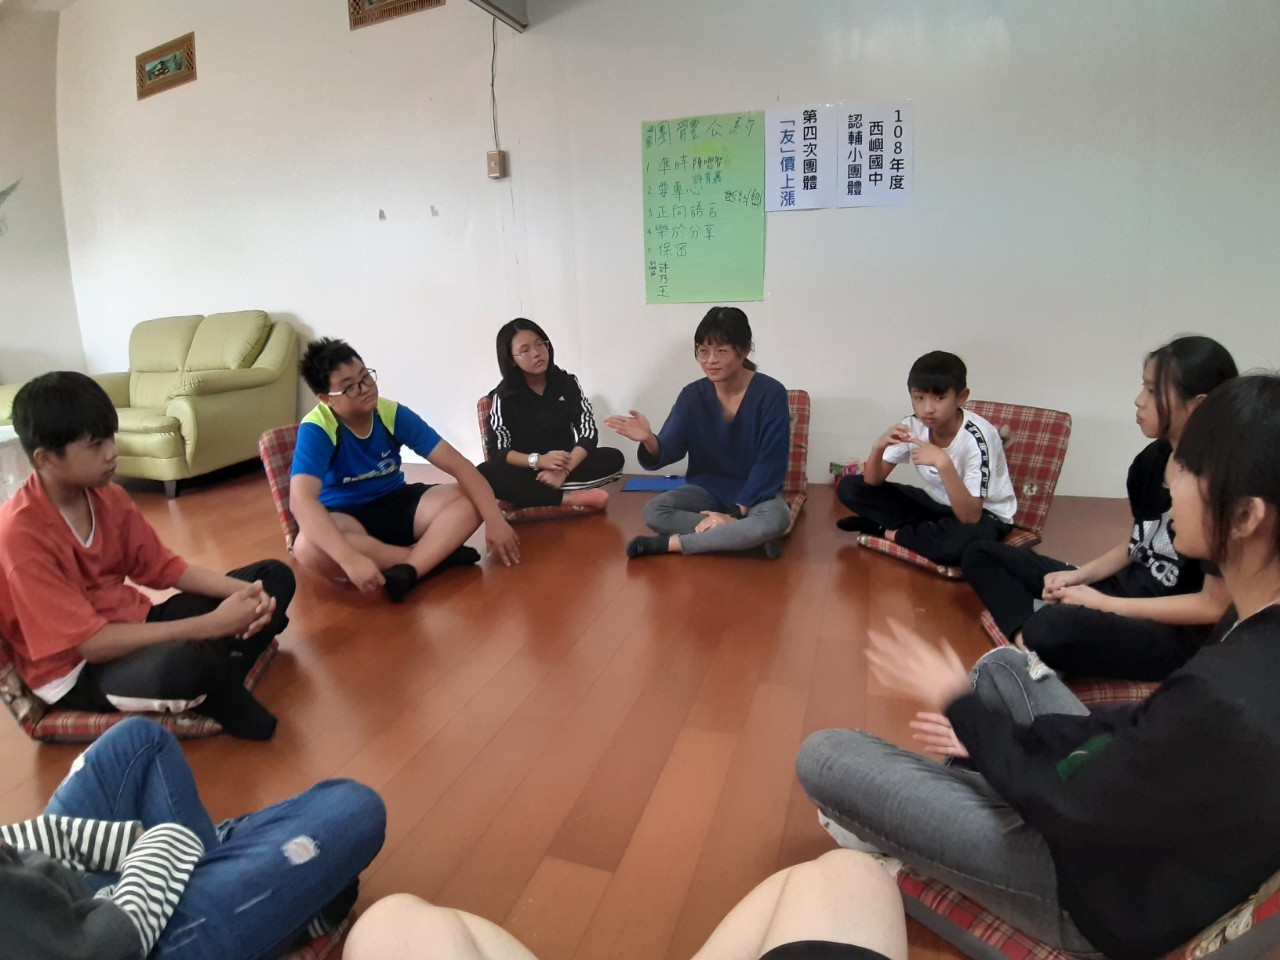 108年度
西嶼國中
認輔小團體
第四次團體
「友」價上漲
團體公約
1. 準時
2. 要專心
3. 正向語言
4. 樂於分享
保密
adidas